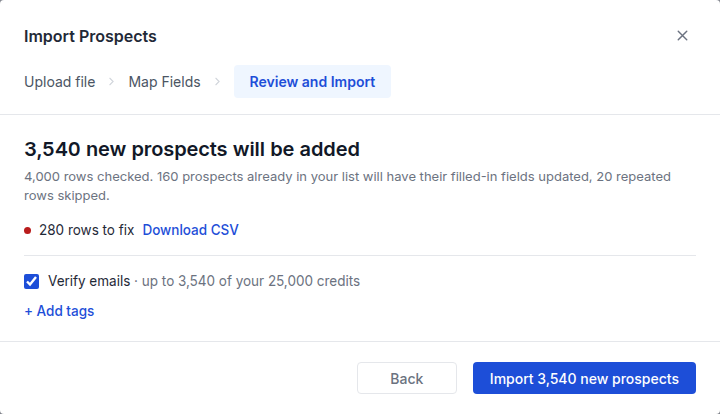 Import Prospects
Upload file
Map Fields
Review and Import
3,540 new prospects will be added
4,000 rows checked. 160 prospects already in your list will have their filled-in fields updated, 20 repeated
rows skipped.
280 rows to fix Download CSV
Verify emails · up to 3,540 of your 25,000 credits
+ Add tags
Back
Import 3,540 new prospects